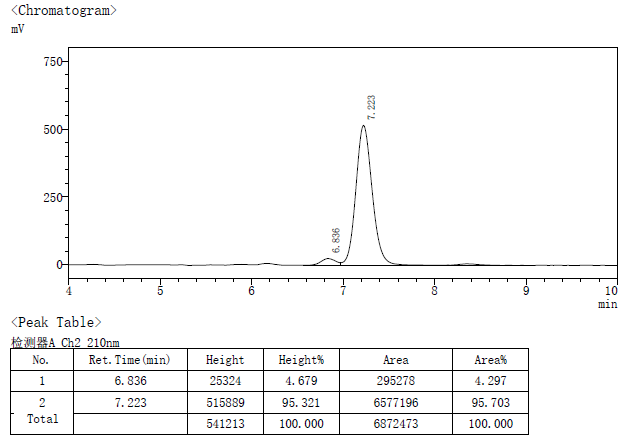 <Chromatogram>
mV
750
500
250
0
7.223
6.836
4 5 6 7 8 9 10
min
<Peak Table>
检测器A Ch2 210nm
No. Ret.Time(min) Height Height% Area Area%
1 6.836 25324 4.679 295278 4.297
2 7.223 515889 95.321 6577196 95.703
Total 541213 100.000 6872473 100.000